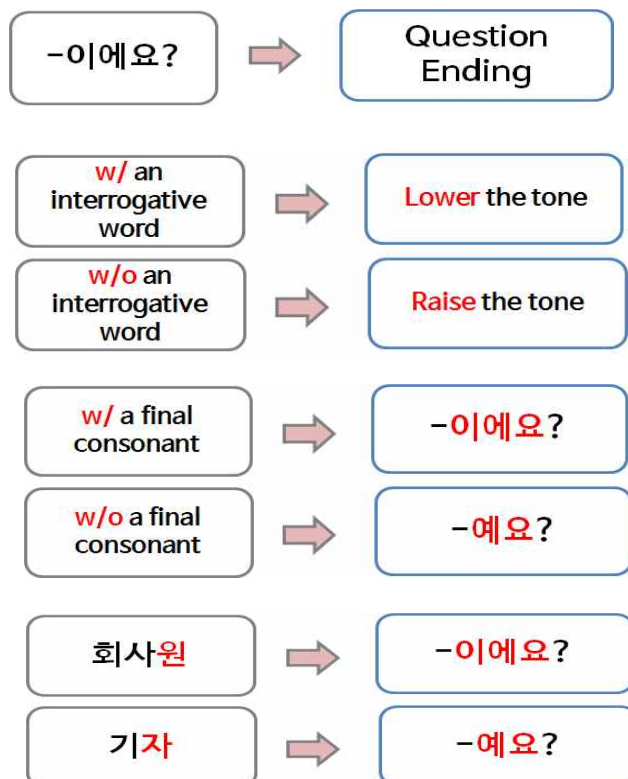 -이에요?
Question
Ending
w/ an
interrogative
word
Lower the tone
w/o an
interrogative
word
Raise the tone
w/ a final
consonant
-이에요?
w/o a final
consonant
-예요?
회사원
-이에요?
기자
-예요?